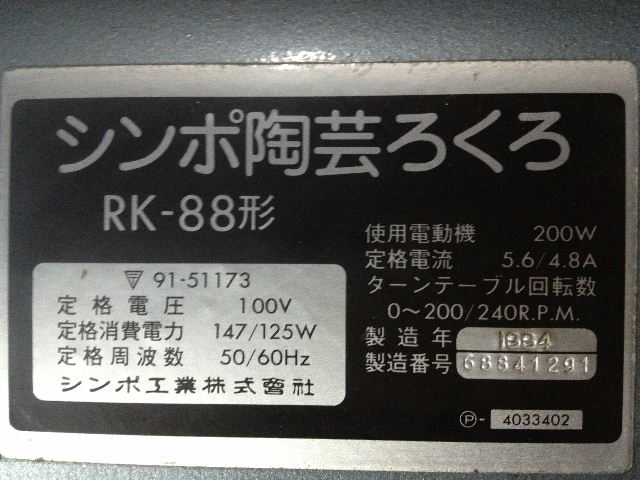 シンポ陶芸ろくろ
RK-88形
91-51173
定格電圧 100V
定格消費電力 147/125W
定格周波数 50/60Hz
シンポ工業株式會社
使用電動機 200W
定格電流 5.6/4.8A
ターンテーブル回転数
0〜200/240R.P.M.
製造年 1994
製造番号 68841291
Ⓟ- 4033402